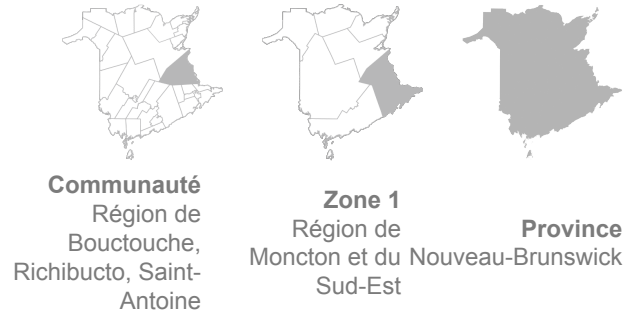 Communauté
Région de
Bouctouche,
Richibucto, Saint-
Antoine
Zone 1
Région de
Moncton et du
Sud-Est
Province
Nouveau-Brunswick